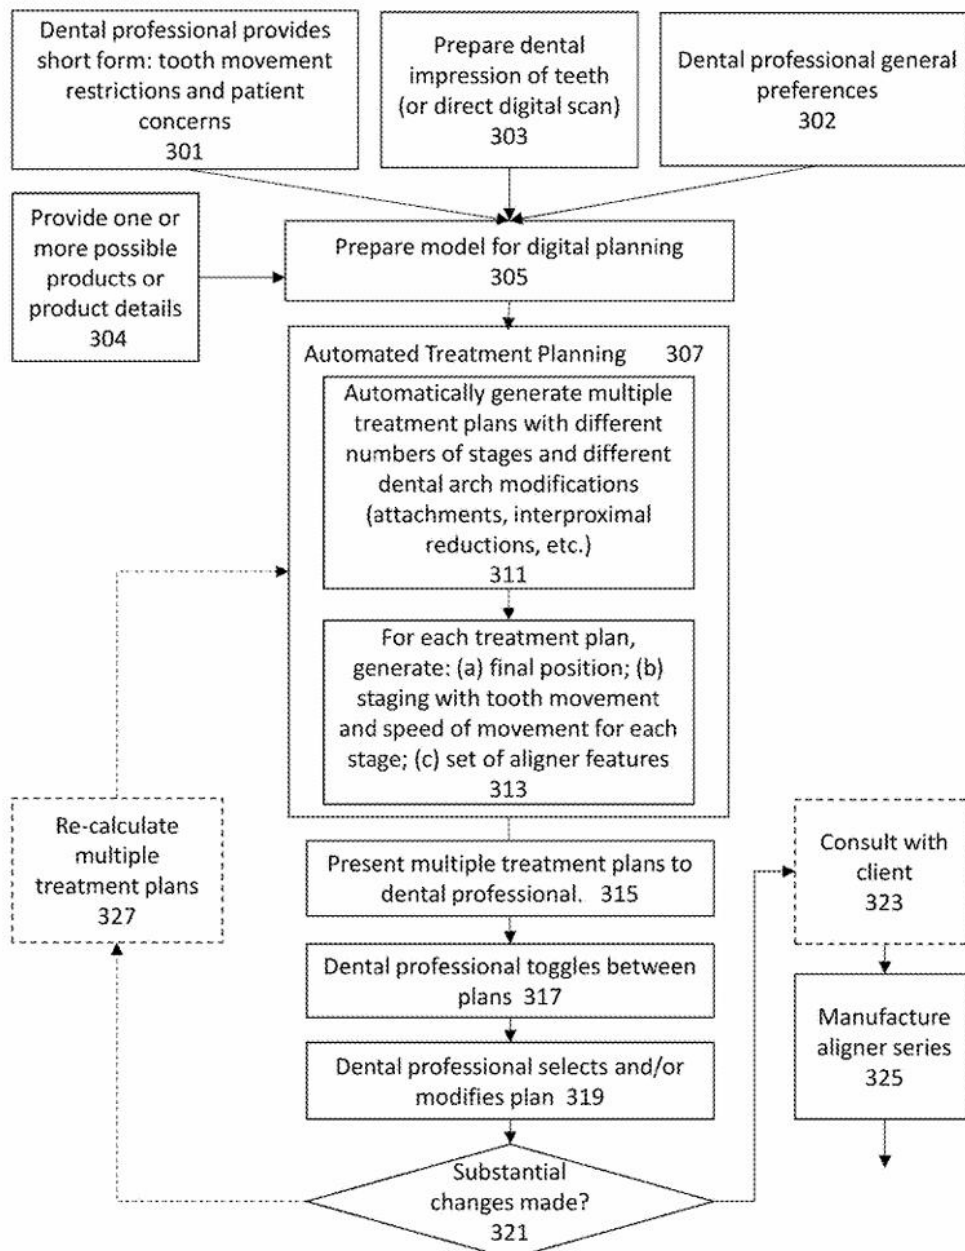 Dental professional provides
short form: tooth movement
restrictions and patient
concerns
301
Prepare dental
impression of teeth
(or direct digital scan)
303
Dental professional general
preferences
302
Provide one or
more possible
products or
product details
304
Prepare model for digital planning
305
Automated Treatment Planning 307
Automatically generate multiple
treatment plans with different
numbers of stages and different
dental arch modifications
(attachments, interproximal
reductions, etc.)
311
For each treatment plan,
generate: (a) final position; (b)
staging with tooth movement
and speed of movement for each
stage; (c) set of aligner features
313
Re-calculate
multiple
treatment plans
327
Present multiple treatment plans to
dental professional. 315
Consult with
client
323
Dental professional toggles between
plans 317
Manufacture
aligner series
325
Dental professional selects and/or
modifies plan 319
Substantial
changes made?
321